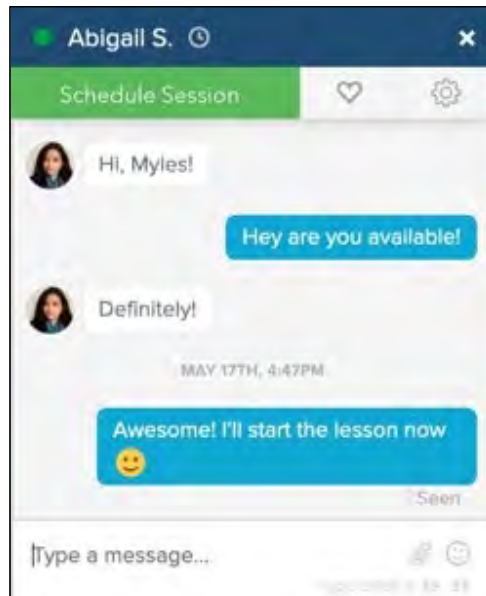 Abigail S.
Schedule Session
Hi, Myles!
Hey are you available!
Definitely!
MAY 17TH, 4:47PM
Awesome! I'll start the lesson now
Seen
Type a message...